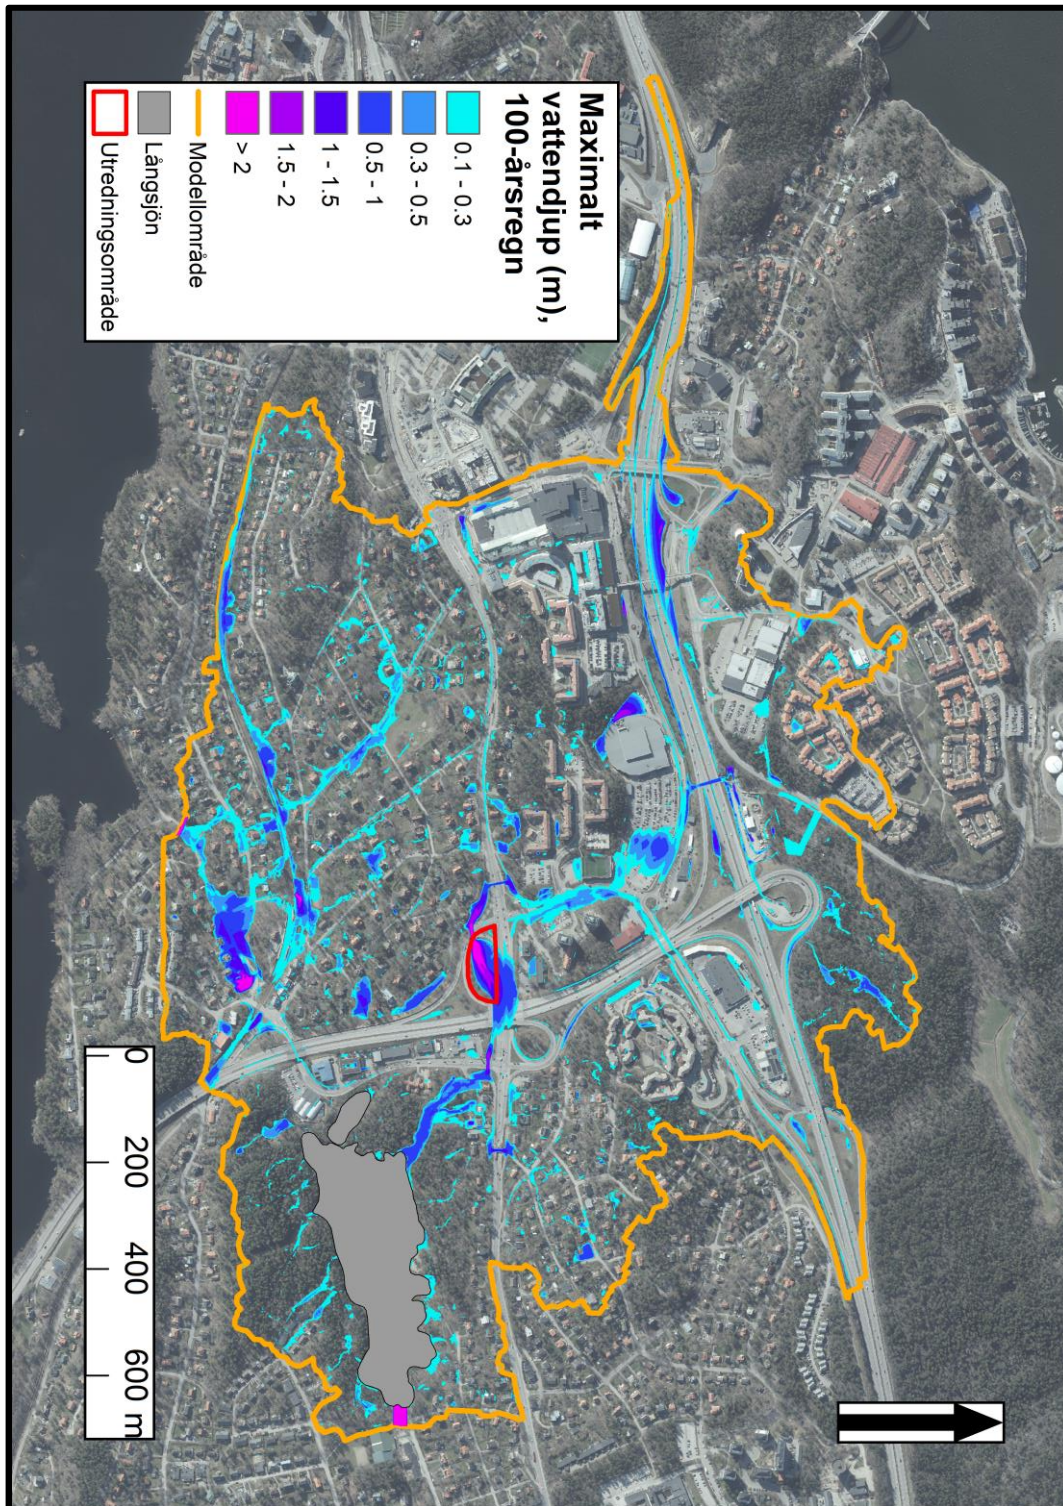 Maximalt
vattendjup (m),
100-årsregn
0.1 - 0.3
0.3 - 0.5
0.5 - 1
1 - 1.5
1.5 - 2
> 2
Modellområde
Långsjön
Utredningsområde
0 200 400 600 m